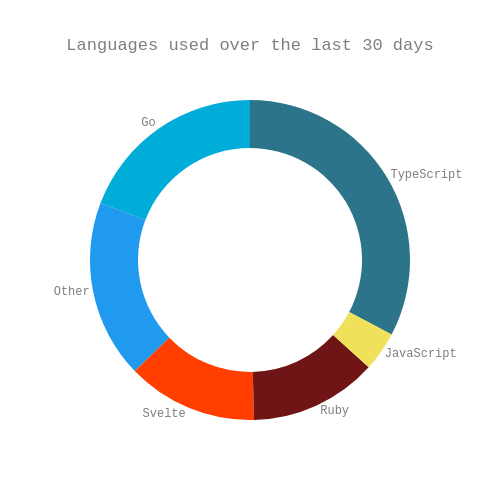 Languages used over the last 30 days
Go
TypeScript
Other
JavaScript
Svelte
Ruby